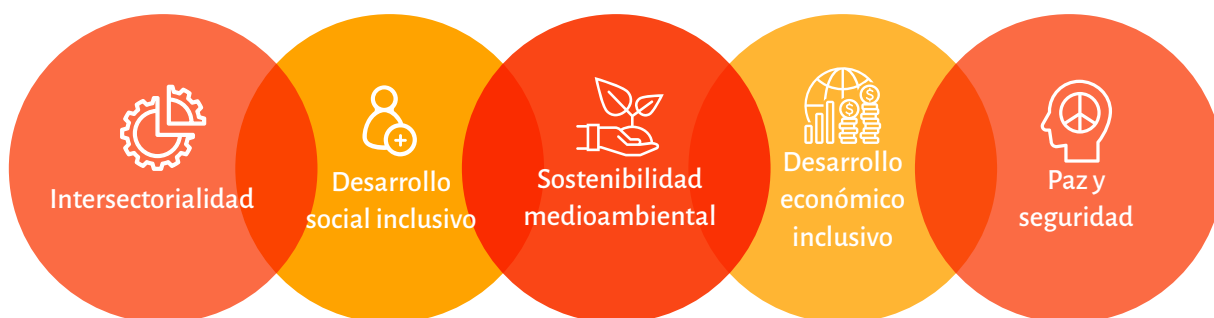 Intersectorialidad
Desarrollo
social inclusivo
Sostenibilidad
medioambiental
Desarrollo
económico
inclusivo
Paz y
seguridad